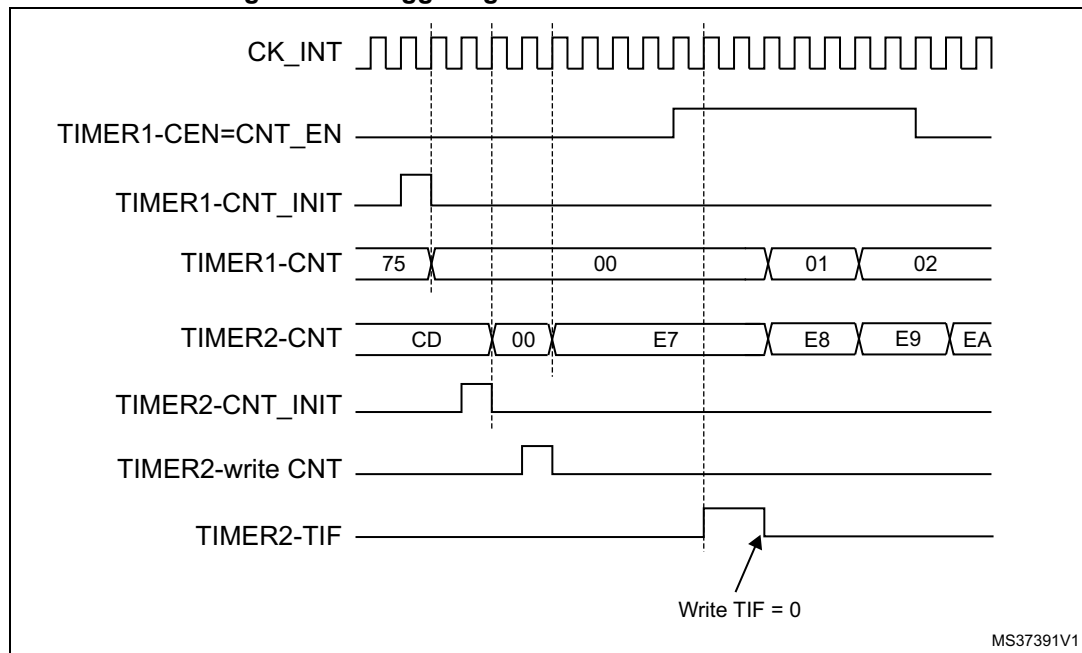 CK_INT
TIMER1-CEN=CNT_EN
TIMER1-CNT_INIT
TIMER1-CNT 75 00 01 02
TIMER2-CNT CD 00 E7 E8 E9 EA
TIMER2-CNT_INIT
TIMER2-write CNT
TIMER2-TIF
Write TIF = 0
MS37391V1